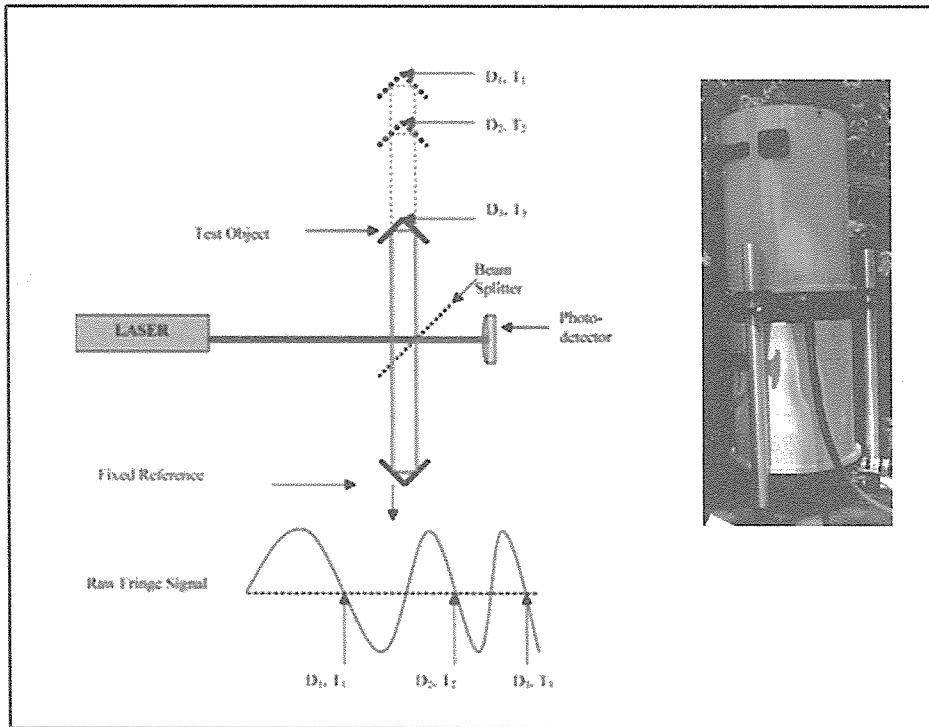 D₁, T₁
D₂, T₂
D₃, T₃
Test Object
Beam
Splitter
LASER
Photo-
detector
Fixed Reference
Raw Fringe Signal
D₁, T₁
D₂, T₂
D₃, T₃